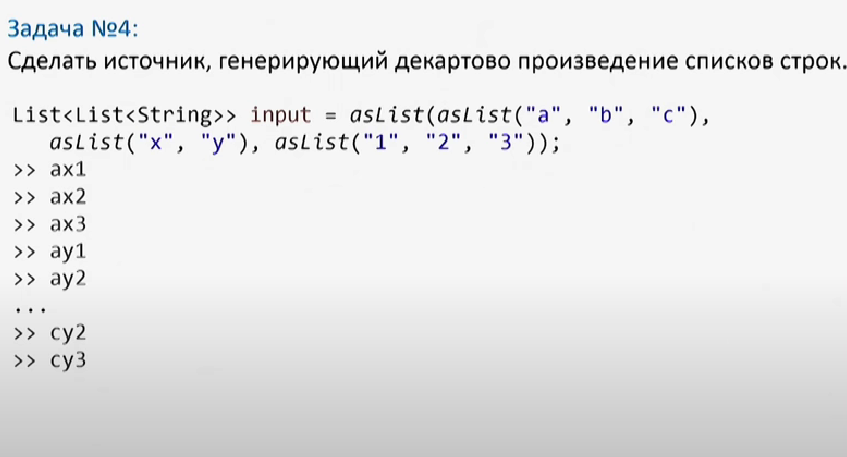 Задача №4:
Сделать источник, генерирующий декартово произведение списков строк.
List<List<String>> input = asList(asList("a", "b", "c"),
asList("x", "y"), asList("1", "2", "3"));
>> ax1
>> ax2
>> ax3
>> ay1
>> ay2
...
>> cy2
>> cy3